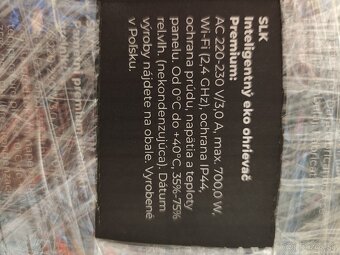 SLK
Inteligentný eko ohrievač
Premium:
AC 220-230 V/3,0 A, max. 700,0 W,
Wi-Fi (2,4 GHz), ochrana IP44,
ochrana prúdu, napätia a teploty
panelu. Od 0°C do +40°C, 35%-75%
rel.vlh. (nekondenzujúca). Dátum
výroby nájdete na obale. Vyrobené
v Poľsku.